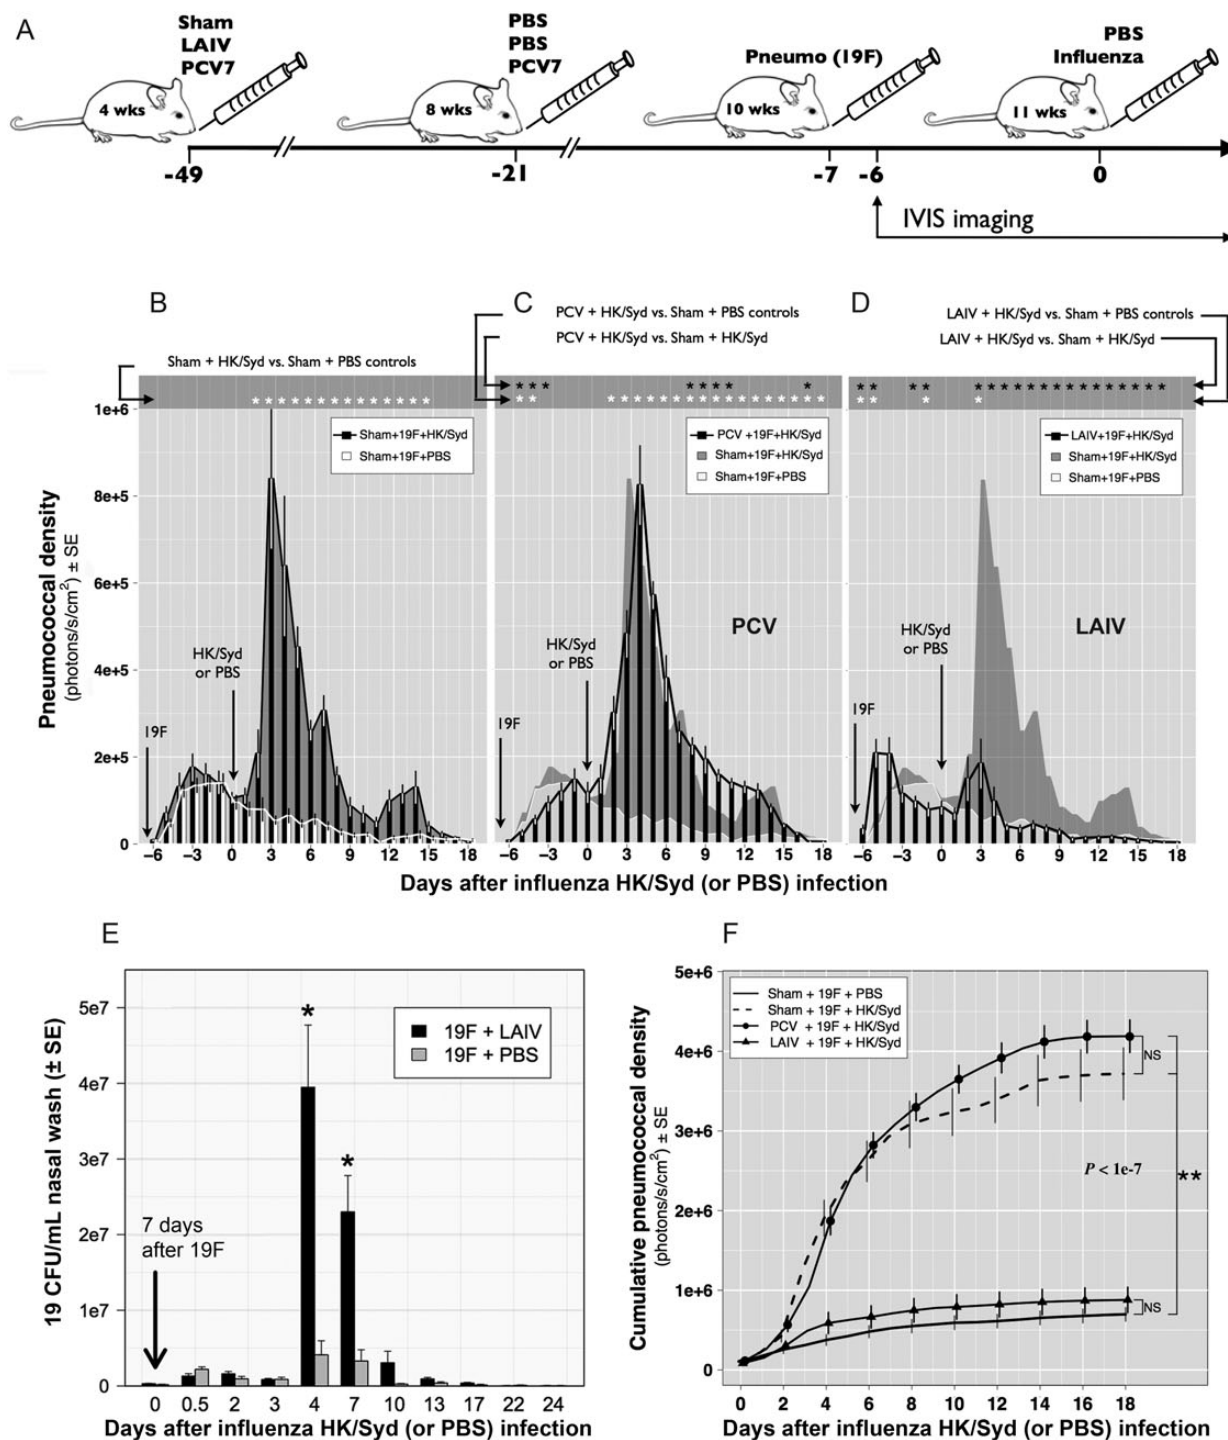 A
Sham
LAIV
PCV7
PBS
PBS
PCV7
Pneumo (19F)
PBS
Influenza
4 wks
8 wks
10 wks
11 wks
-49
-21
-7
-6
0
IVIS imaging
B
C
D
Sham + HK/Syd vs. Sham + PBS controls
PCV + HK/Syd vs. Sham + PBS controls
PCV + HK/Syd vs. Sham + HK/Syd
LAIV + HK/Syd vs. Sham + PBS controls
LAIV + HK/Syd vs. Sham + HK/Syd
Pneumococcal density
(photons/s/cm²) ± SE
1e+6
8e+5
6e+5
4e+5
2e+5
0
Sham+19F+HK/Syd
Sham+19F+PBS
HK/Syd
or PBS
19F
-6 -3 0 3 6 9 12 15 18
PCV +19F+HK/Syd
Sham+19F+HK/Syd
Sham+19F+PBS
PCV
HK/Syd
or PBS
19F
-6 -3 0 3 6 9 12 15 18
LAIV+19F+HK/Syd
Sham+19F+HK/Syd
Sham+19F+PBS
LAIV
HK/Syd
or PBS
19F
-6 -3 0 3 6 9 12 15 18
Days after influenza HK/Syd (or PBS) infection
E
19 CFU/mL nasal wash (± SE)
5e7
4e7
3e7
2e7
1e7
0
19F + LAIV
19F + PBS
*
*
7 days
after 19F
0 0.5 2 3 4 7 10 13 17 22 24
Days after influenza HK/Syd (or PBS) infection
F
Cumulative pneumococcal density
(photons/s/cm²) ± SE
5e+6
4e+6
3e+6
2e+6
1e+6
0
Sham + 19F + PBS
Sham + 19F + HK/Syd
PCV + 19F + HK/Syd
LAIV + 19F + HK/Syd
NS
P < 1e-7
**
NS
0 2 4 6 8 10 12 14 16 18
Days after influenza HK/Syd (or PBS) infection